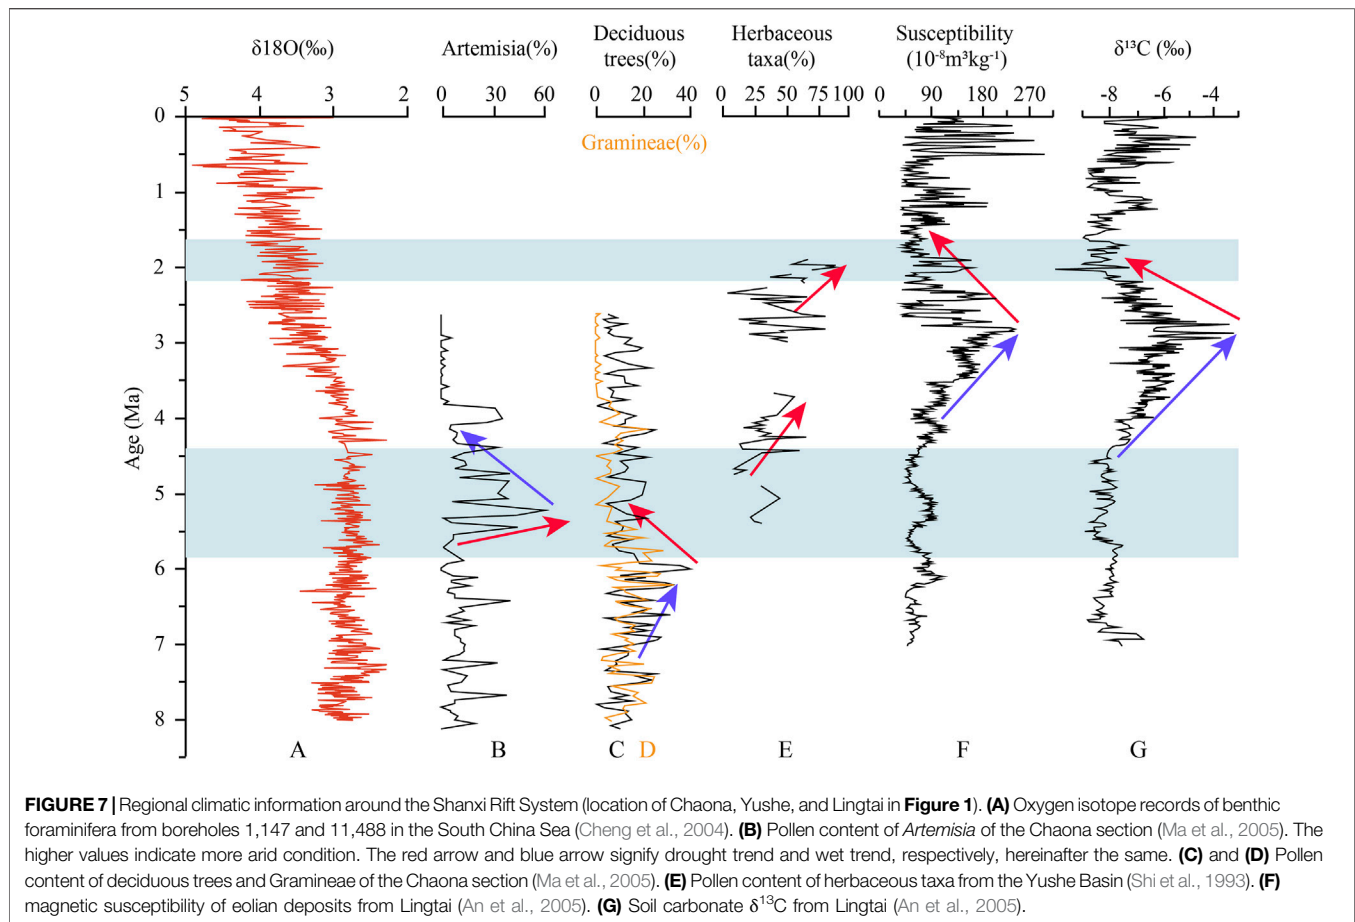 δ18O(‰)
Artemisia(%)
Deciduous
trees(%)
Herbaceous
taxa(%)
Susceptibility
(10⁻⁸m³kg⁻¹)
δ¹³C (‰)
5 4 3 2
0 30 60
0 20 40
0 25 50 75 100
0 90 180 270
-8 -6 -4
Gramineae(%)
Age (Ma)
0
1
2
3
4
5
6
7
8
A B C D E F G
FIGURE 7 | Regional climatic information around the Shanxi Rift System (location of Chaona, Yushe, and Lingtai in Figure 1). (A) Oxygen isotope records of benthic
foraminifera from boreholes 1,147 and 11,488 in the South China Sea (Cheng et al., 2004). (B) Pollen content of Artemisia of the Chaona section (Ma et al., 2005). The
higher values indicate more arid condition. The red arrow and blue arrow signify drought trend and wet trend, respectively, hereinafter the same. (C) and (D) Pollen
content of deciduous trees and Gramineae of the Chaona section (Ma et al., 2005). (E) Pollen content of herbaceous taxa from the Yushe Basin (Shi et al., 1993). (F)
magnetic susceptibility of eolian deposits from Lingtai (An et al., 2005). (G) Soil carbonate δ¹³C from Lingtai (An et al., 2005).